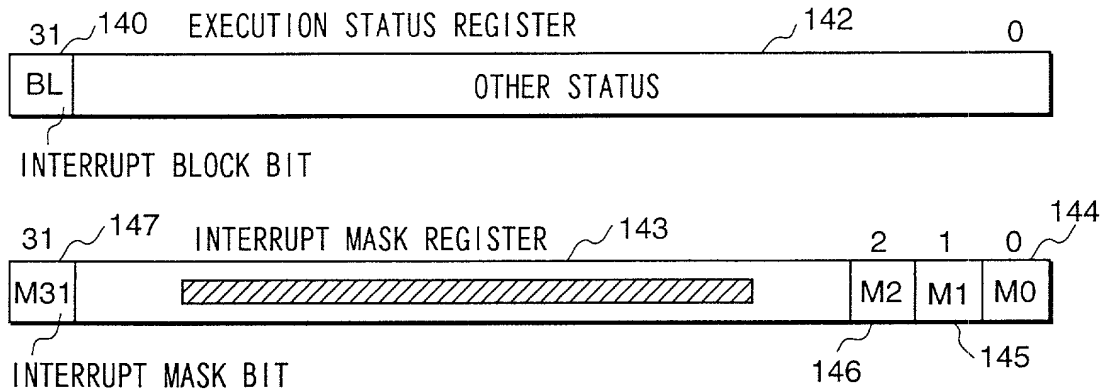 31 140 EXECUTION STATUS REGISTER 142 0
BL OTHER STATUS
INTERRUPT BLOCK BIT
31 147 INTERRUPT MASK REGISTER 143 2 1 0 144
M31 M2 M1 M0
INTERRUPT MASK BIT 146 145